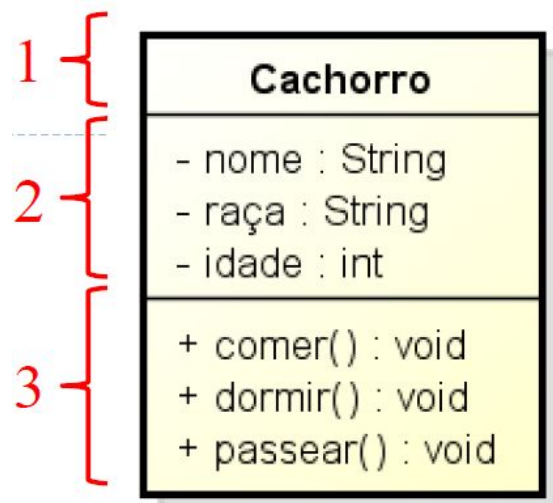 1
Cachorro
2
- nome : String
- raça : String
- idade : int
3
+ comer() : void
+ dormir() : void
+ passear() : void